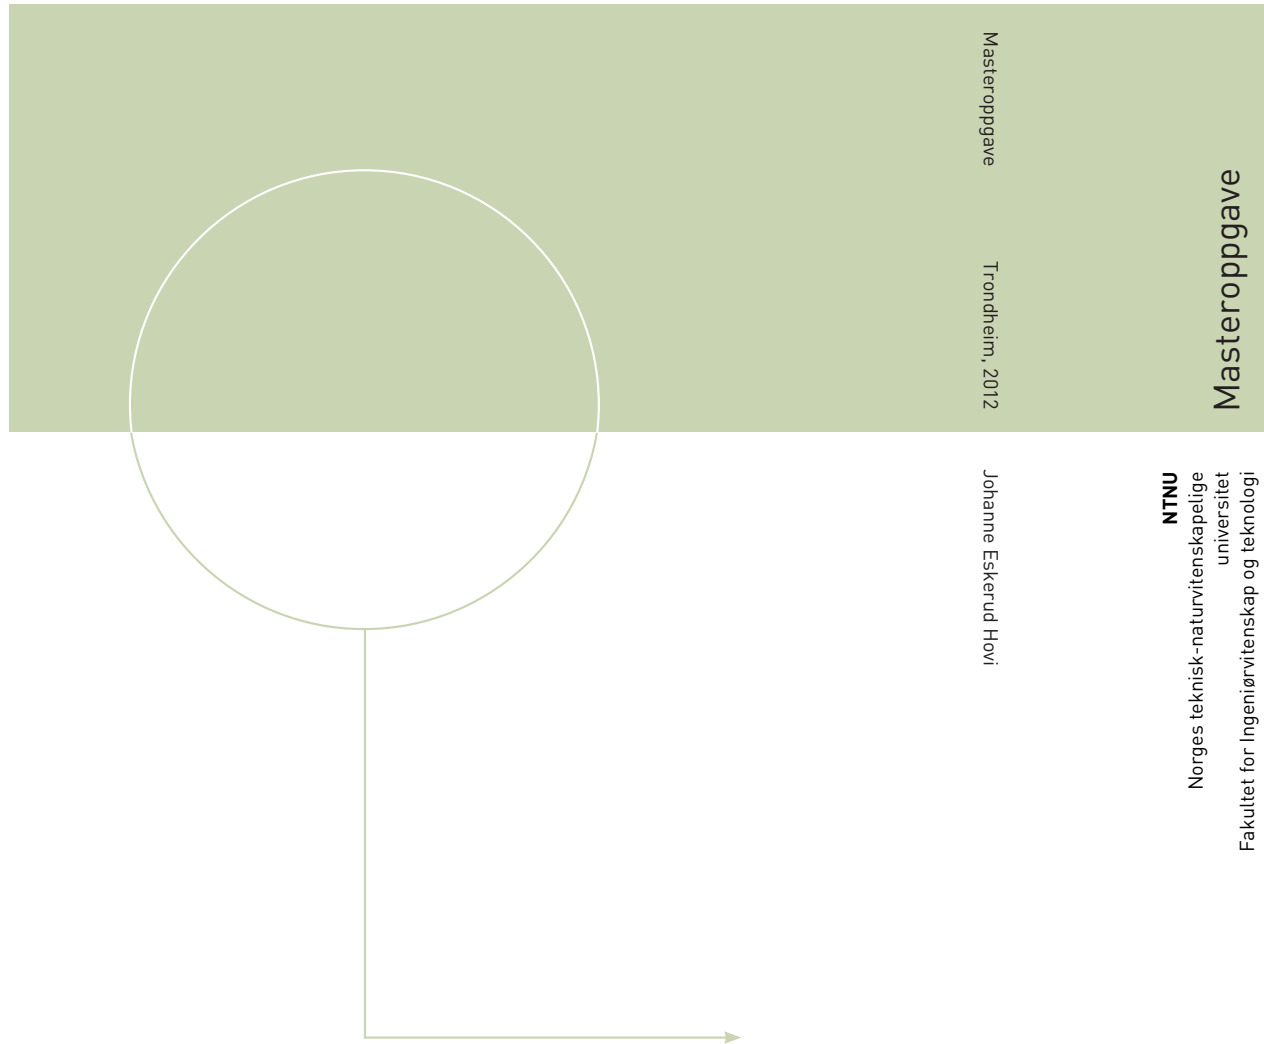 Masteroppgave
Trondheim, 2012
Johanne Eskerud Hovi
Masteroppgave
NTNU
Norges teknisk-naturvitenskapelige
universitet
Fakultet for Ingeniørvitenskap og teknologi